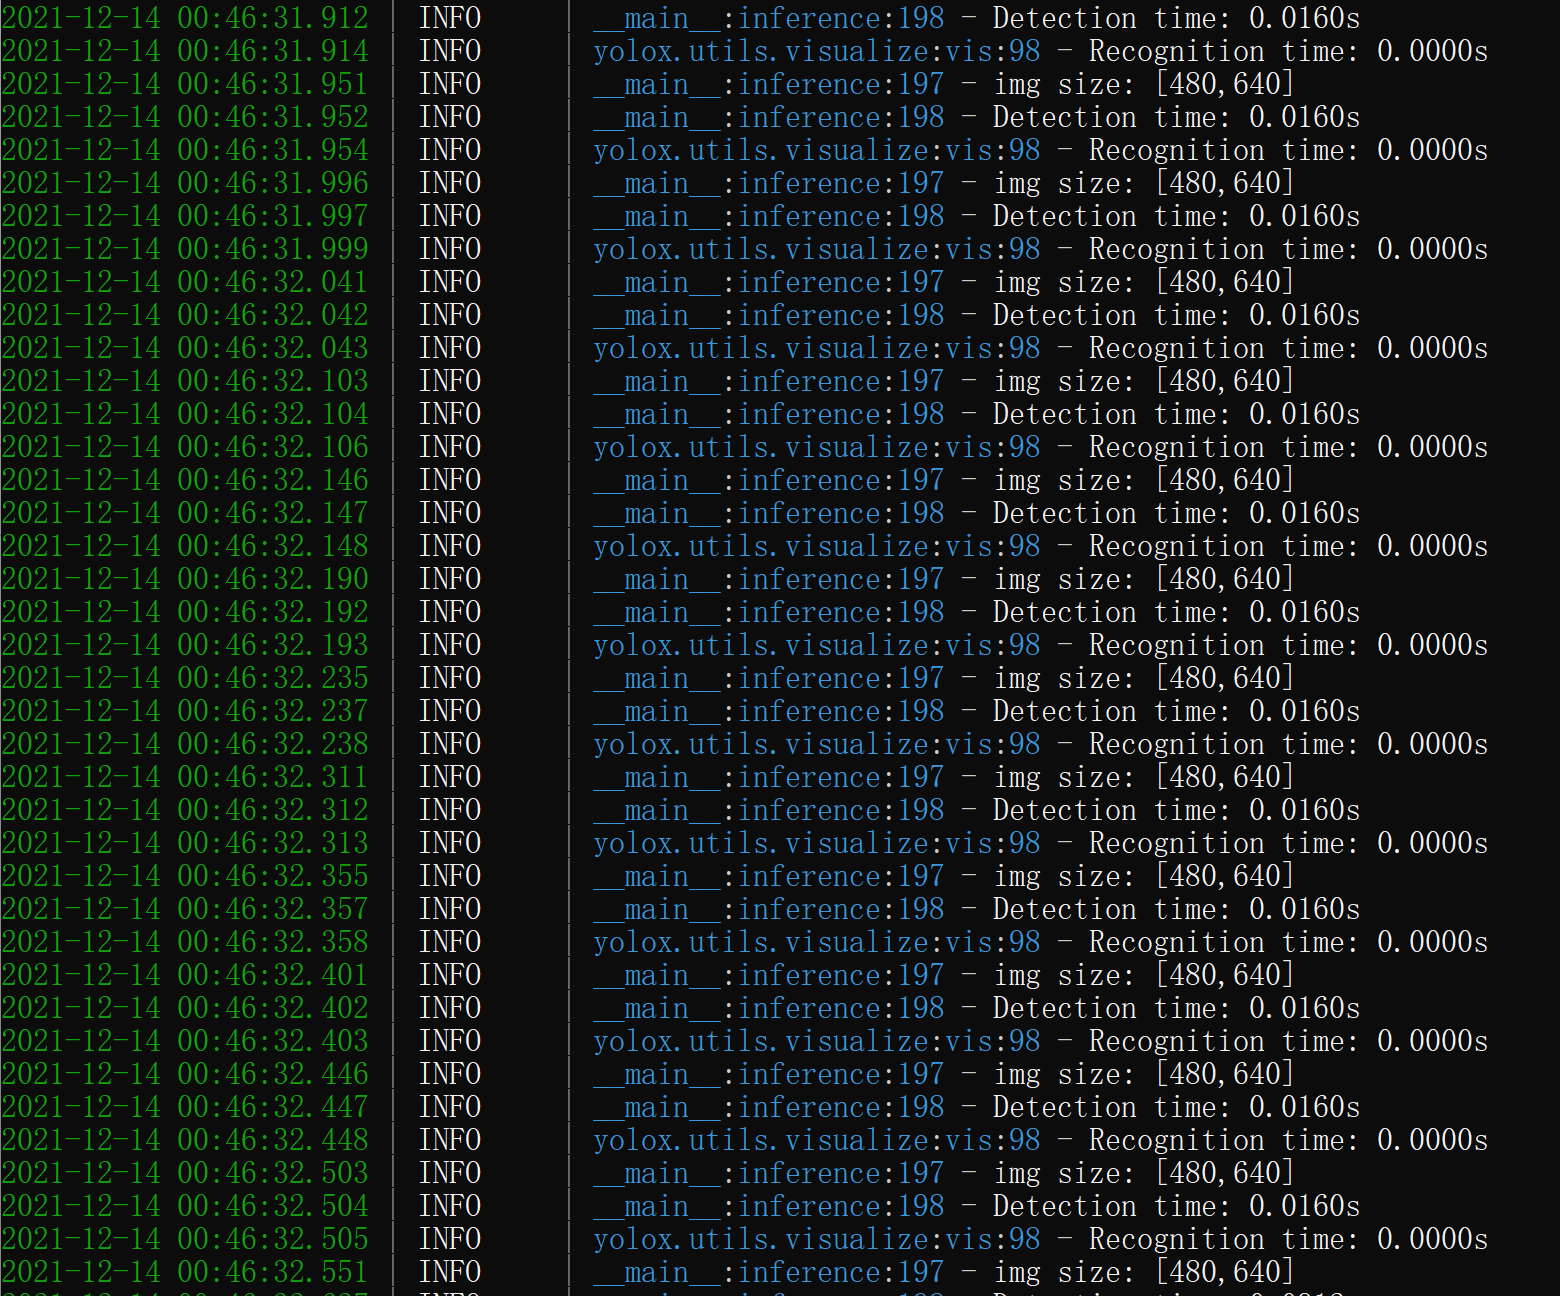 2021-12-14 00:46:31.912 | INFO | __main__:inference:198 - Detection time: 0.0160s
2021-12-14 00:46:31.914 | INFO | yolox.utils.visualize:vis:98 - Recognition time: 0.0000s
2021-12-14 00:46:31.951 | INFO | __main__:inference:197 - img size: [480,640]
2021-12-14 00:46:31.952 | INFO | __main__:inference:198 - Detection time: 0.0160s
2021-12-14 00:46:31.954 | INFO | yolox.utils.visualize:vis:98 - Recognition time: 0.0000s
2021-12-14 00:46:31.996 | INFO | __main__:inference:197 - img size: [480,640]
2021-12-14 00:46:31.997 | INFO | __main__:inference:198 - Detection time: 0.0160s
2021-12-14 00:46:31.999 | INFO | yolox.utils.visualize:vis:98 - Recognition time: 0.0000s
2021-12-14 00:46:32.041 | INFO | __main__:inference:197 - img size: [480,640]
2021-12-14 00:46:32.042 | INFO | __main__:inference:198 - Detection time: 0.0160s
2021-12-14 00:46:32.043 | INFO | yolox.utils.visualize:vis:98 - Recognition time: 0.0000s
2021-12-14 00:46:32.103 | INFO | __main__:inference:197 - img size: [480,640]
2021-12-14 00:46:32.104 | INFO | __main__:inference:198 - Detection time: 0.0160s
2021-12-14 00:46:32.106 | INFO | yolox.utils.visualize:vis:98 - Recognition time: 0.0000s
2021-12-14 00:46:32.146 | INFO | __main__:inference:197 - img size: [480,640]
2021-12-14 00:46:32.147 | INFO | __main__:inference:198 - Detection time: 0.0160s
2021-12-14 00:46:32.148 | INFO | yolox.utils.visualize:vis:98 - Recognition time: 0.0000s
2021-12-14 00:46:32.190 | INFO | __main__:inference:197 - img size: [480,640]
2021-12-14 00:46:32.192 | INFO | __main__:inference:198 - Detection time: 0.0160s
2021-12-14 00:46:32.193 | INFO | yolox.utils.visualize:vis:98 - Recognition time: 0.0000s
2021-12-14 00:46:32.235 | INFO | __main__:inference:197 - img size: [480,640]
2021-12-14 00:46:32.237 | INFO | __main__:inference:198 - Detection time: 0.0160s
2021-12-14 00:46:32.238 | INFO | yolox.utils.visualize:vis:98 - Recognition time: 0.0000s
2021-12-14 00:46:32.311 | INFO | __main__:inference:197 - img size: [480,640]
2021-12-14 00:46:32.312 | INFO | __main__:inference:198 - Detection time: 0.0160s
2021-12-14 00:46:32.313 | INFO | yolox.utils.visualize:vis:98 - Recognition time: 0.0000s
2021-12-14 00:46:32.355 | INFO | __main__:inference:197 - img size: [480,640]
2021-12-14 00:46:32.357 | INFO | __main__:inference:198 - Detection time: 0.0160s
2021-12-14 00:46:32.358 | INFO | yolox.utils.visualize:vis:98 - Recognition time: 0.0000s
2021-12-14 00:46:32.401 | INFO | __main__:inference:197 - img size: [480,640]
2021-12-14 00:46:32.402 | INFO | __main__:inference:198 - Detection time: 0.0160s
2021-12-14 00:46:32.403 | INFO | yolox.utils.visualize:vis:98 - Recognition time: 0.0000s
2021-12-14 00:46:32.446 | INFO | __main__:inference:197 - img size: [480,640]
2021-12-14 00:46:32.447 | INFO | __main__:inference:198 - Detection time: 0.0160s
2021-12-14 00:46:32.448 | INFO | yolox.utils.visualize:vis:98 - Recognition time: 0.0000s
2021-12-14 00:46:32.503 | INFO | __main__:inference:197 - img size: [480,640]
2021-12-14 00:46:32.504 | INFO | __main__:inference:198 - Detection time: 0.0160s
2021-12-14 00:46:32.505 | INFO | yolox.utils.visualize:vis:98 - Recognition time: 0.0000s
2021-12-14 00:46:32.551 | INFO | __main__:inference:197 - img size: [480,640]